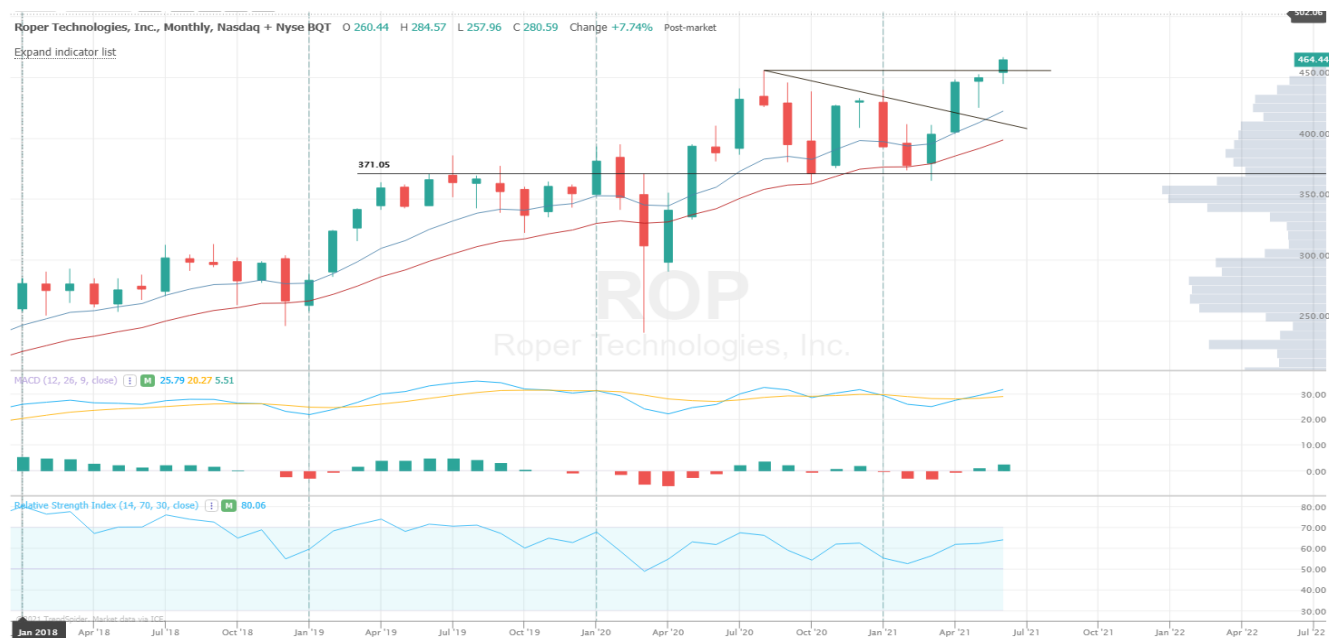 502.06
Roper Technologies, Inc., Monthly, Nasdaq + Nyse BQT O 260.44 H 284.57 L 257.96 C 280.59 Change +7.74% Post-market
Expand indicator list
464.44
450.00
400.00
371.05
350.00
300.00
250.00
ROP
Roper Technologies, Inc.
MACD (12, 26, 9, close) M 25.79 20.27 5.51
30.00
20.00
10.00
0.00
Relative Strength Index (14, 70, 30, close) M 80.06
80.00
70.00
60.00
50.00
40.00
30.00
©2021 TrendSpider. Market data via ICE
Jan 2018 Apr '18 Jul '18 Oct '18 Jan '19 Apr '19 Jul '19 Oct '19 Jan '20 Apr '20 Jul '20 Oct '20 Jan '21 Apr '21 Jul '21 Oct '21 Jan '22 Apr '22 Jul '22